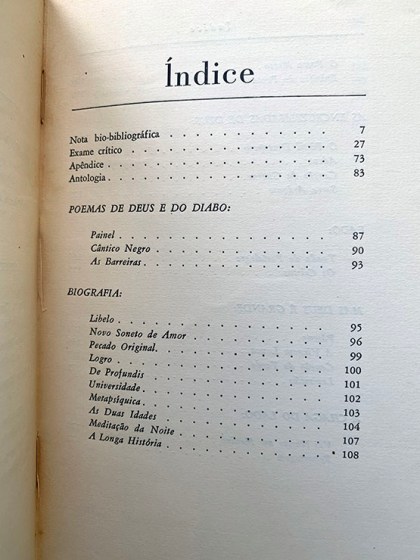 Índice
Nota bio-bibliográfica . . . . . . . . . . . . 7
Exame crítico . . . . . . . . . . . . 27
Apêndice . . . . . . . . . . . . 73
Antologia . . . . . . . . . . . . 83
POEMAS DE DEUS E DO DIABO:
Painel . . . . . . . . . . . . 87
Cântico Negro . . . . . . . . . . . . 90
As Barreiras . . . . . . . . . . . . 93
BIOGRAFIA:
Libelo . . . . . . . . . . . . 95
Novo Soneto de Amor . . . . . . . . . . . . 96
Pecado Original . . . . . . . . . . . . 99
Logro . . . . . . . . . . . . 100
De Profundis . . . . . . . . . . . . 101
Universidade . . . . . . . . . . . . 102
Metapsíquica . . . . . . . . . . . . 103
As Duas Idades . . . . . . . . . . . . 104
Meditação da Noite . . . . . . . . . . . . 107
A Longa História . . . . . . . . . . . . 108